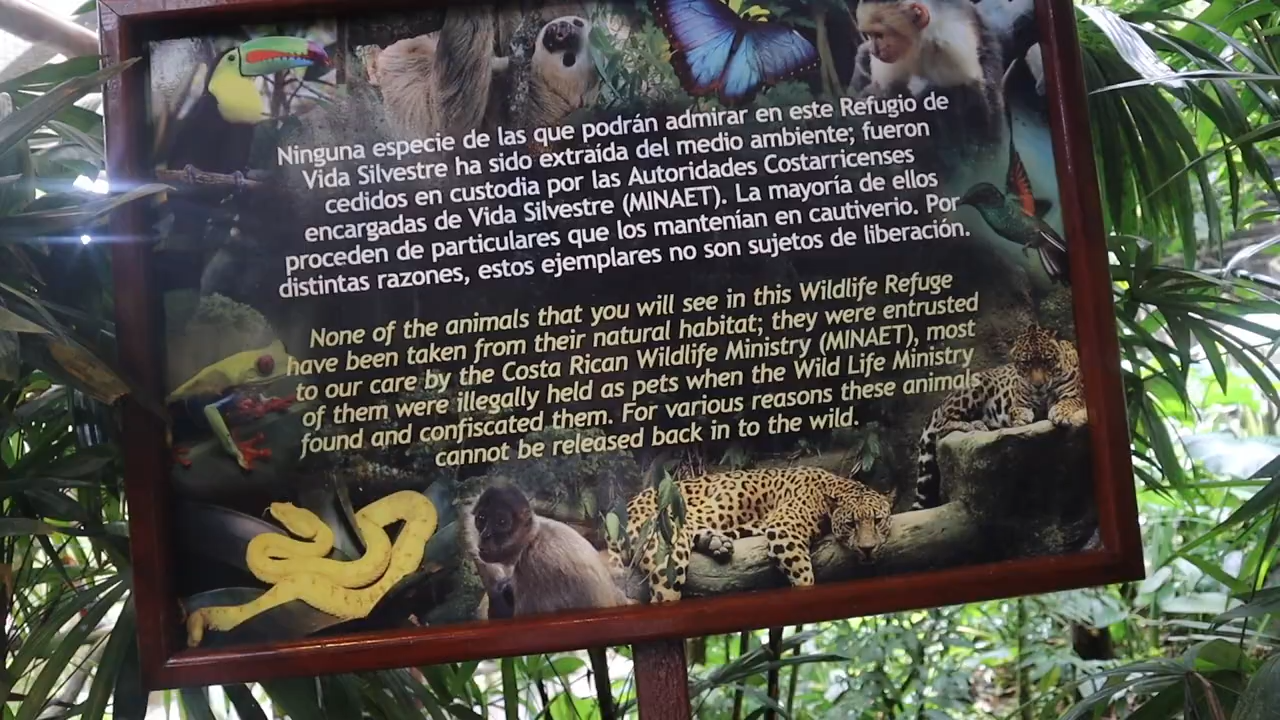 Ninguna especie de las que podrán admirar en este Refugio de
Vida Silvestre ha sido extraída del medio ambiente; fueron
cedidos en custodia por las Autoridades Costarricenses
encargadas de Vida Silvestre (MINAET). La mayoría de ellos
proceden de particulares que los mantenían en cautiverio. Por
distintas razones, estos ejemplares no son sujetos de liberación.
None of the animals that you will see in this Wildlife Refuge
have been taken from their natural habitat; they were entrusted
to our care by the Costa Rican Wildlife Ministry (MINAET), most
of them were illegally held as pets when the Wild Life Ministry
found and confiscated them. For various reasons these animals
cannot be released back in to the wild.